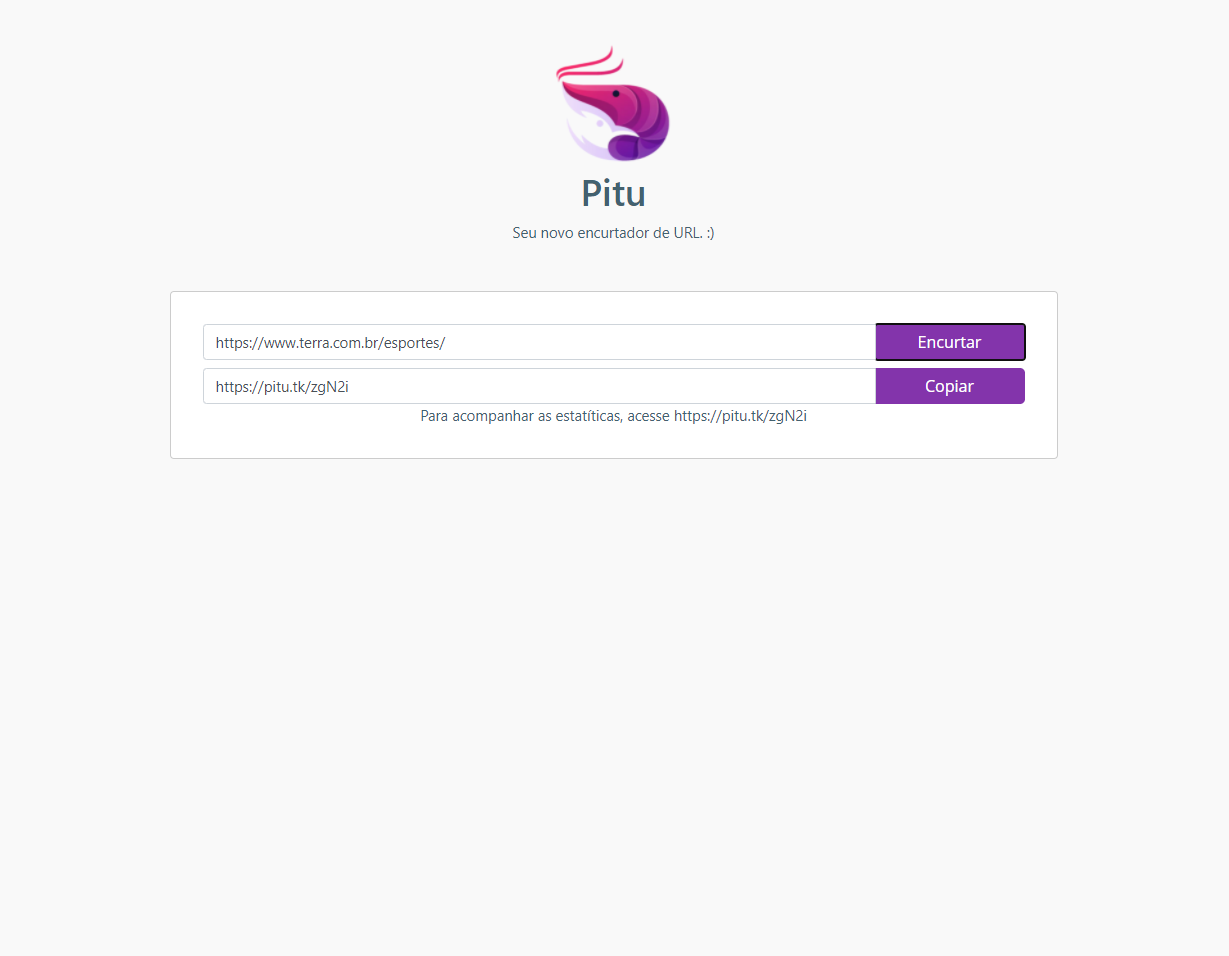 Pitu
Seu novo encurtador de URL. :)
https://www.terra.com.br/esportes/
Encurtar
https://pitu.tk/zgN2i
Copiar
Para acompanhar as estatíticas, acesse https://pitu.tk/zgN2i